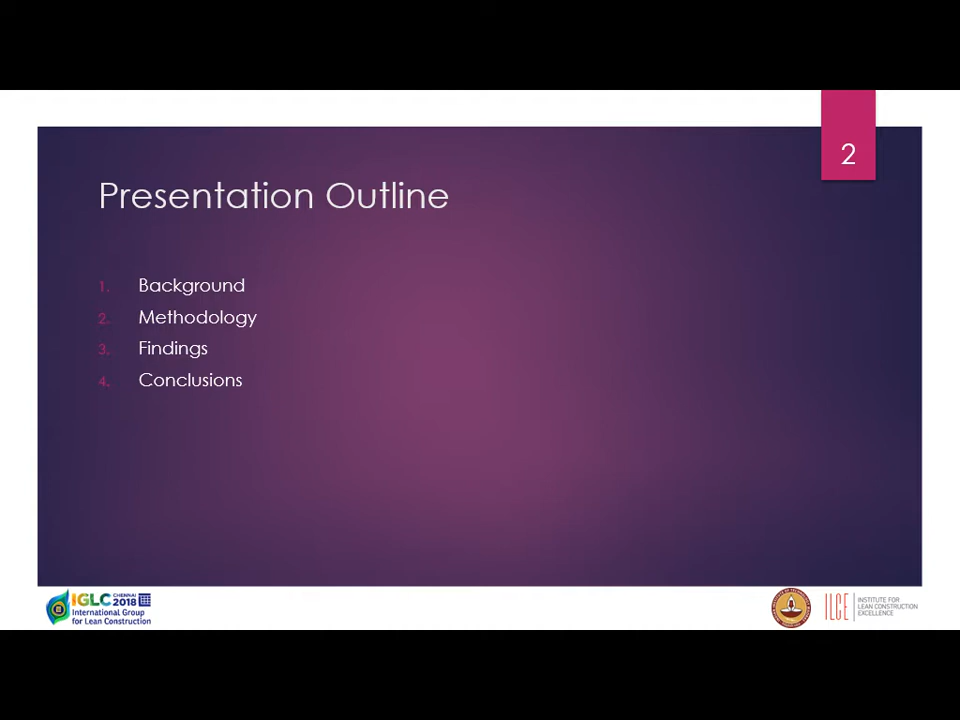 2
Presentation Outline
1. Background
2. Methodology
3. Findings
4. Conclusions
IGLC CHENNAI 2018
International Group
for Lean Construction
ILCE
INSTITUTE FOR
LEAN CONSTRUCTION
EXCELLENCE